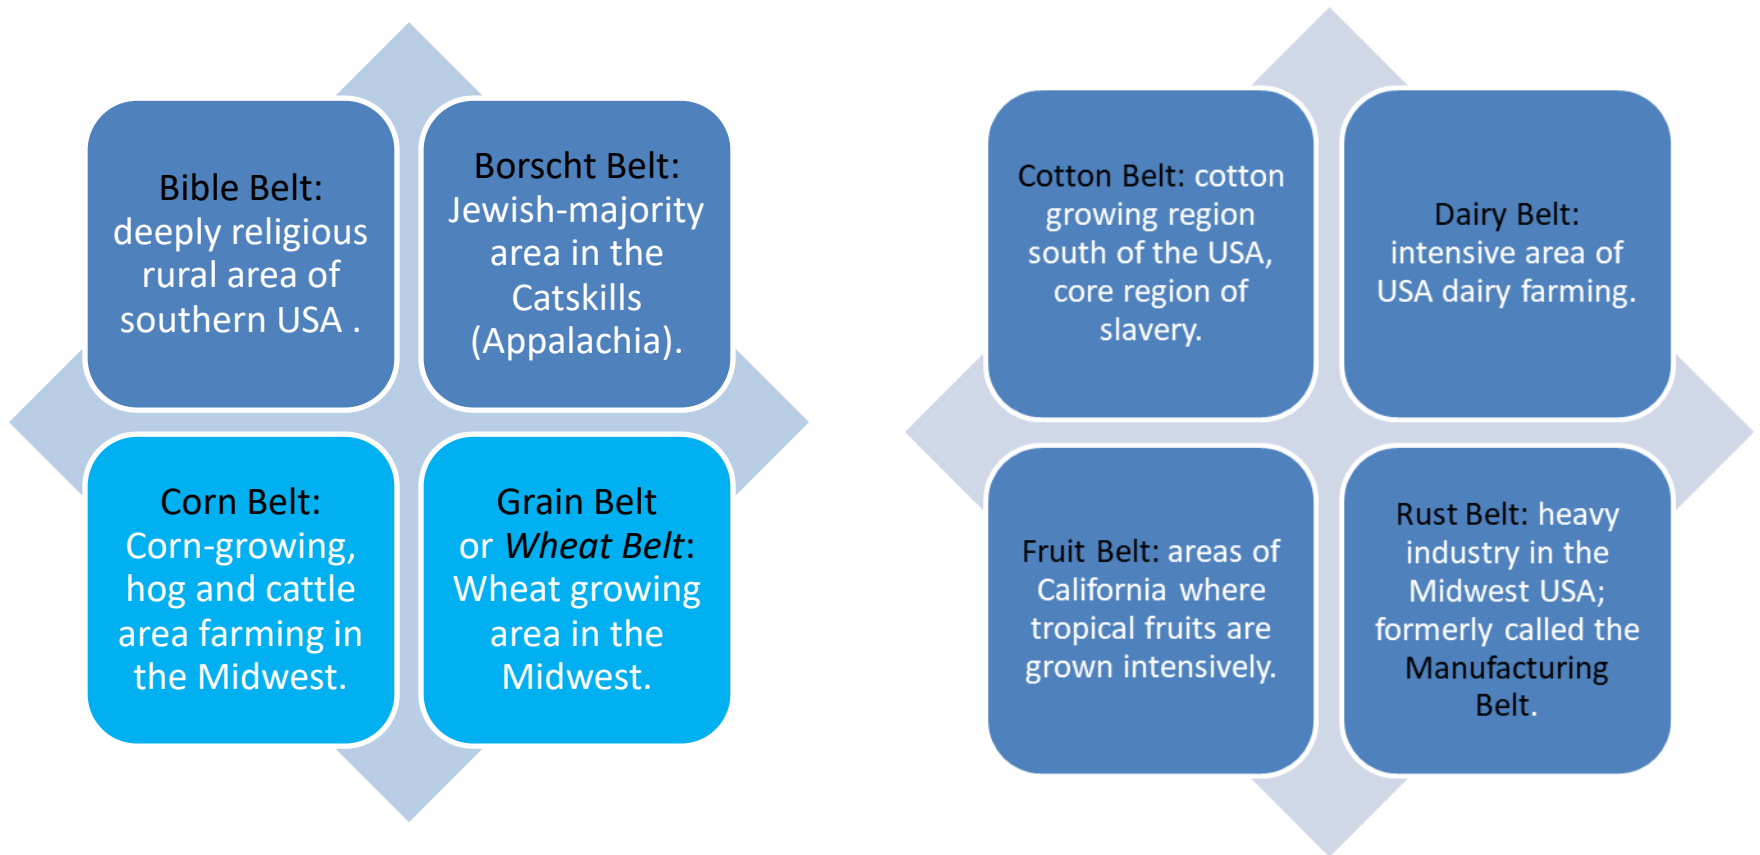 Bible Belt:
deeply religious
rural area of
southern USA .
Borscht Belt:
Jewish-majority
area in the
Catskills
(Appalachia).
Corn Belt:
Corn-growing,
hog and cattle
area farming in
the Midwest.
Grain Belt
or Wheat Belt:
Wheat growing
area in the
Midwest.
Cotton Belt: cotton
growing region
south of the USA,
core region of
slavery.
Dairy Belt:
intensive area of
USA dairy farming.
Fruit Belt: areas of
California where
tropical fruits are
grown intensively.
Rust Belt: heavy
industry in the
Midwest USA;
formerly called the
Manufacturing
Belt.